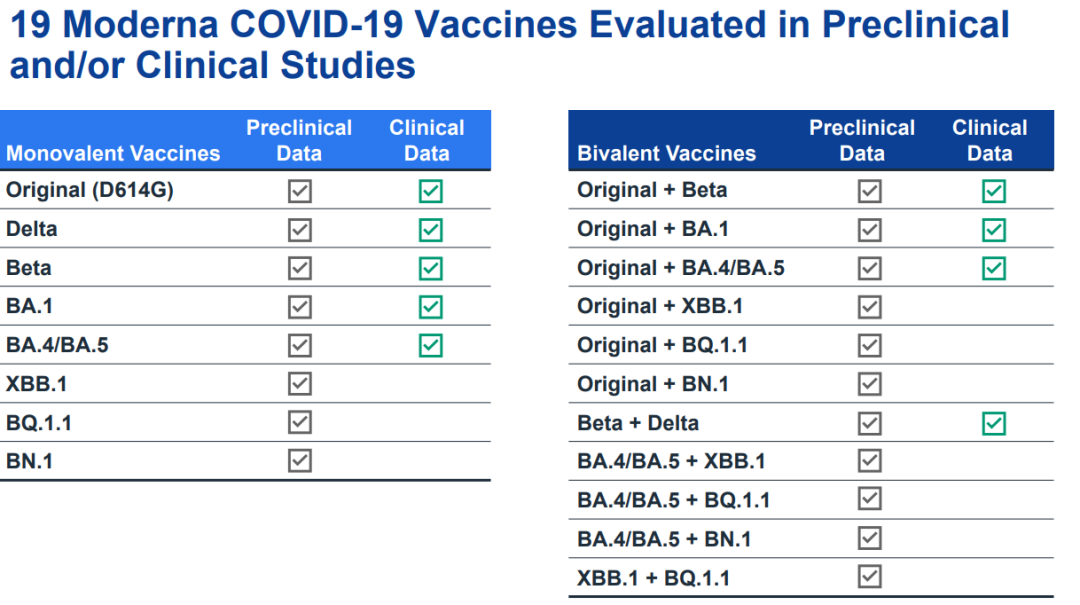 19 Moderna COVID-19 Vaccines Evaluated in Preclinical
and/or Clinical Studies
Monovalent Vaccines Preclinical Data Clinical Data
Original (D614G)
Delta
Beta
BA.1
BA.4/BA.5
XBB.1
BQ.1.1
BN.1
Bivalent Vaccines Preclinical Data Clinical Data
Original + Beta
Original + BA.1
Original + BA.4/BA.5
Original + XBB.1
Original + BQ.1.1
Original + BN.1
Beta + Delta
BA.4/BA.5 + XBB.1
BA.4/BA.5 + BQ.1.1
BA.4/BA.5 + BN.1
XBB.1 + BQ.1.1